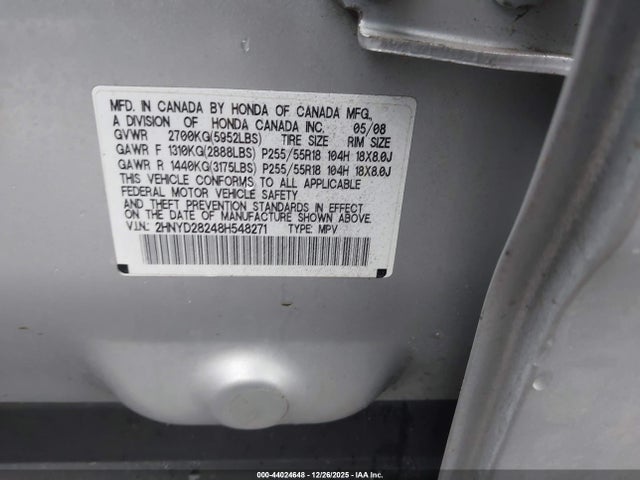 MFD. IN CANADA BY HONDA OF CANADA MFG.,
A DIVISION OF HONDA CANADA INC. 05/08
GVWR 2700KG(5952LBS) TIRE SIZE RIM SIZE
GAWR F 1310KG(2888LBS) P255/55R18 104H 18X8.0J
GAWR R 1440KG(3175LBS) P255/55R18 104H 18X8.0J
THIS VEHICLE CONFORMS TO ALL APPLICABLE
FEDERAL MOTOR VEHICLE SAFETY
AND THEFT PREVENTION STANDARDS IN EFFECT
ON THE DATE OF MANUFACTURE SHOWN ABOVE.
V.I.N.: 2HNYD28248H548271 TYPE: MPV
000-44024648 - 12/26/2025 - IAA Inc.